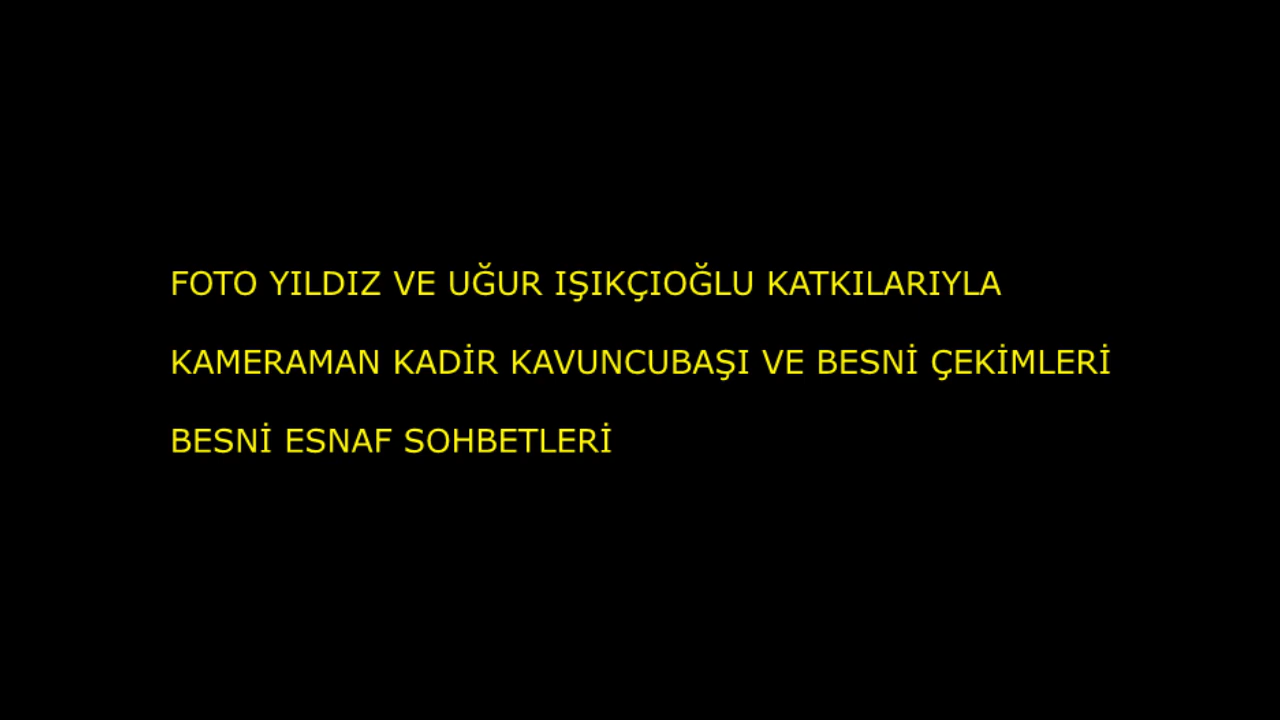 FOTO YILDIZ VE UĞUR IŞIKÇIOĞLU KATKILARIYLA
KAMERAMAN KADİR KAVUNCUBAŞI VE BESNİ ÇEKİMLERİ
BESNİ ESNAF SOHBETLERİ